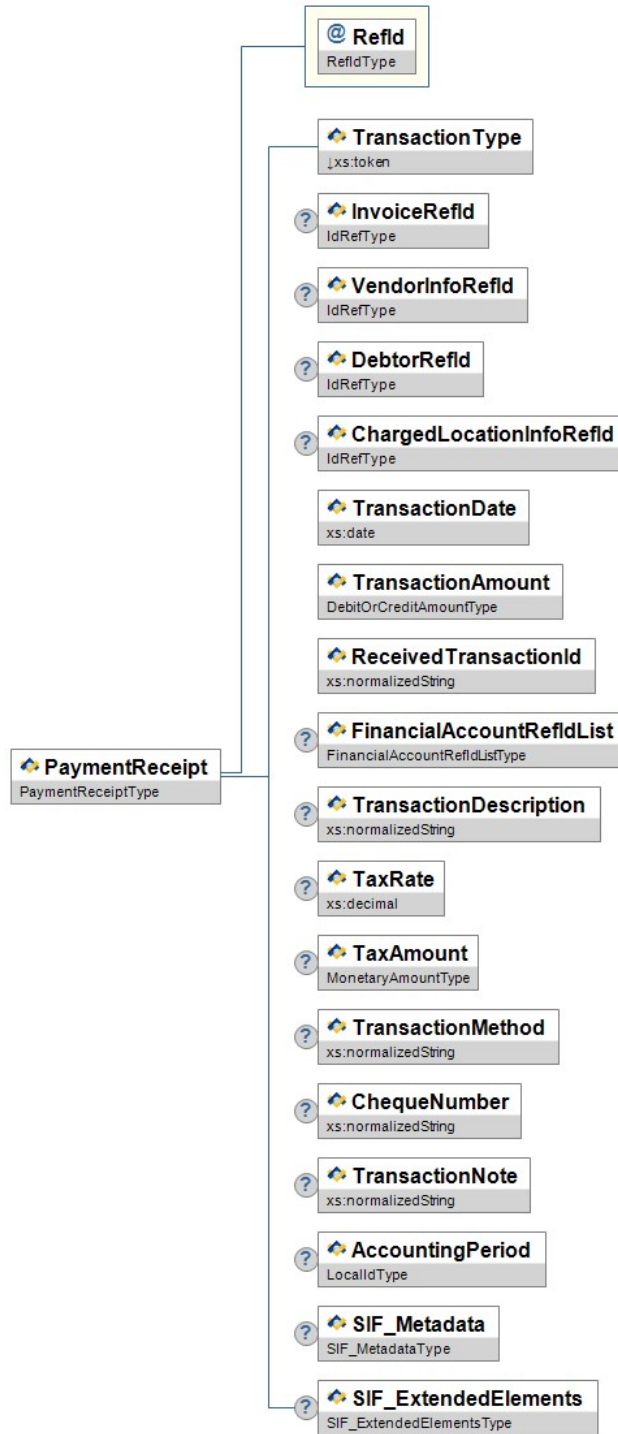 @ RefId
RefIdType
TransactionType
↓xs:token
? InvoiceRefId
IdRefType
? VendorInfoRefId
IdRefType
? DebtorRefId
IdRefType
? ChargedLocationInfoRefId
IdRefType
TransactionDate
xs:date
TransactionAmount
DebitOrCreditAmountType
ReceivedTransactionId
xs:normalizedString
? FinancialAccountRefIdList
FinancialAccountRefIdListType
PaymentReceipt
PaymentReceiptType
? TransactionDescription
xs:normalizedString
? TaxRate
xs:decimal
? TaxAmount
MonetaryAmountType
? TransactionMethod
xs:normalizedString
? ChequeNumber
xs:normalizedString
? TransactionNote
xs:normalizedString
? AccountingPeriod
LocalIdType
? SIF_Metadata
SIF_MetadataType
? SIF_ExtendedElements
SIF_ExtendedElementsType